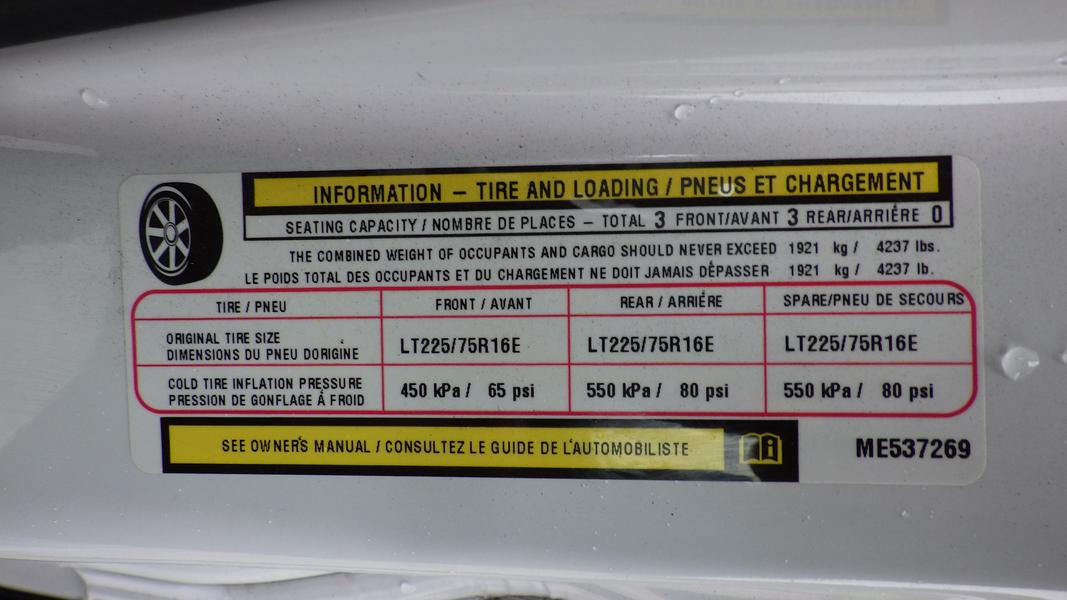 INFORMATION – TIRE AND LOADING / PNEUS ET CHARGEMENT
SEATING CAPACITY / NOMBRE DE PLACES – TOTAL 3 FRONT/AVANT 3 REAR/ARRIÉRE 0
THE COMBINED WEIGHT OF OCCUPANTS AND CARGO SHOULD NEVER EXCEED 1921 kg / 4237 lbs.
LE POIDS TOTAL DES OCCUPANTS ET DU CHARGEMENT NE DOIT JAMAIS DÉPASSER 1921 kg / 4237 lb.
TIRE / PNEU FRONT / AVANT REAR / ARRIÉRE SPARE/PNEU DE SECOURS
ORIGINAL TIRE SIZE
DIMENSIONS DU PNEU DORIGINE
LT225/75R16E LT225/75R16E LT225/75R16E
COLD TIRE INFLATION PRESSURE
PRESSION DE GONFLAGE Á FROID
450 kPa / 65 psi 550 kPa / 80 psi 550 kPa / 80 psi
SEE OWNER'S MANUAL / CONSULTEZ LE GUIDE DE L'AUTOMOBILISTE
ME537269